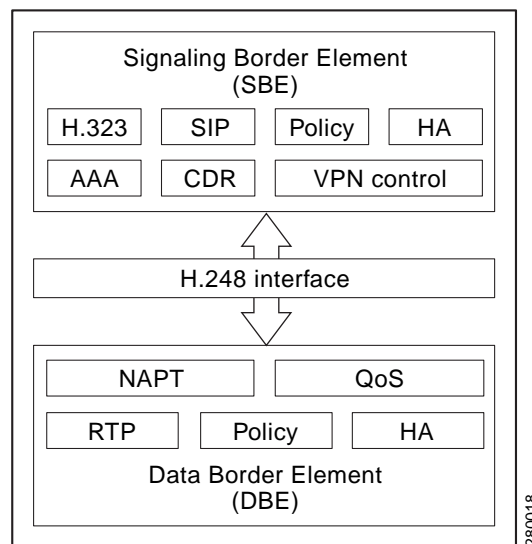 Signaling Border Element
(SBE)
H.323 SIP Policy HA
AAA CDR VPN control
H.248 interface
NAPT QoS
RTP Policy HA
Data Border Element
(DBE)
280018